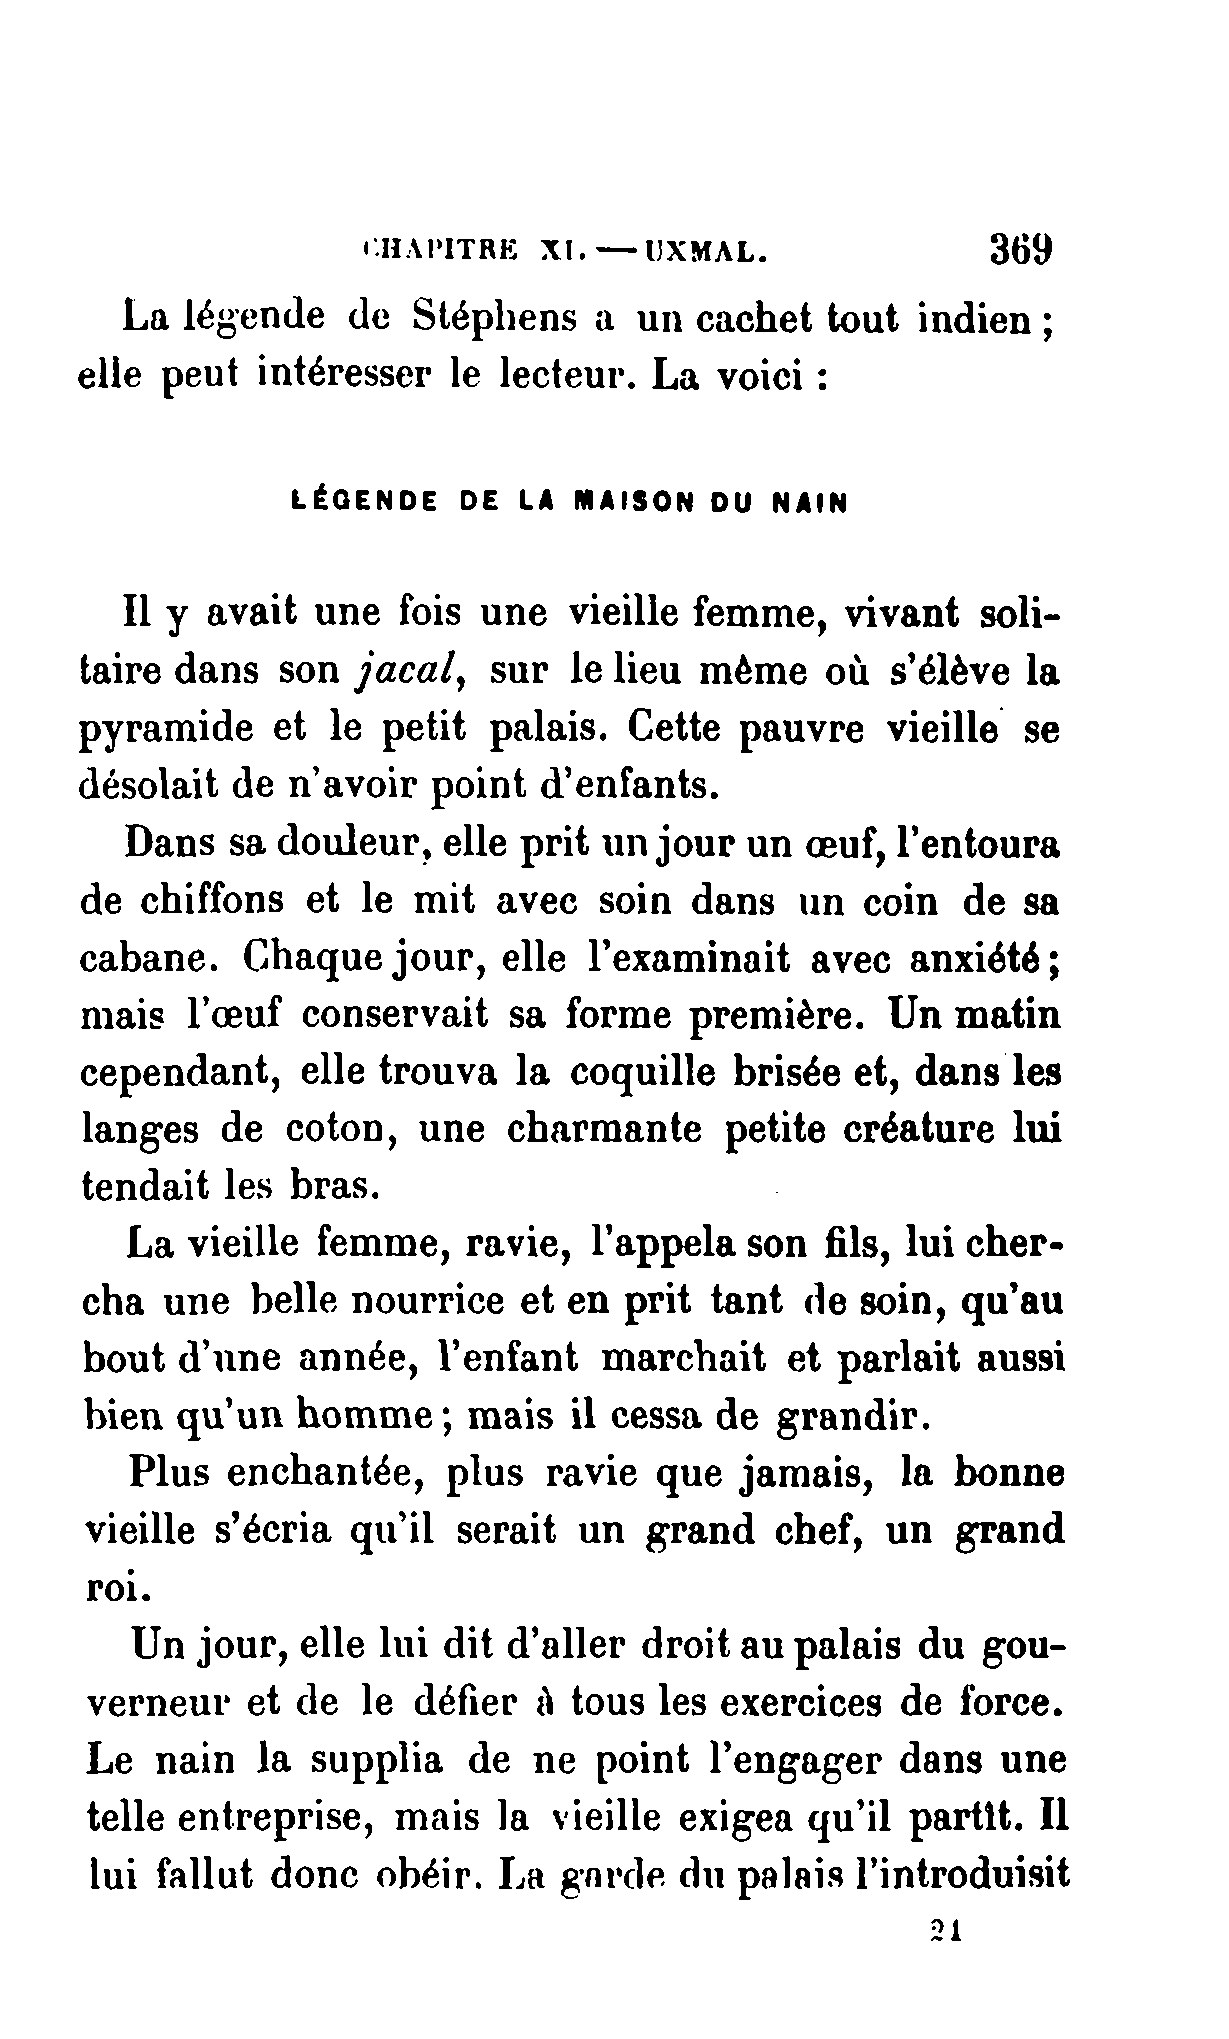 CHAPITRE XI. — UXMAL. 369
La légende de Stéphens a un cachet tout indien ;
elle peut intéresser le lecteur. La voici :
LÉGENDE DE LA MAISON DU NAIN
Il y avait une fois une vieille femme, vivant soli-
taire dans son jacal, sur le lieu même où s'élève la
pyramide et le petit palais. Cette pauvre vieille se
désolait de n'avoir point d'enfants.
Dans sa douleur, elle prit un jour un œuf, l'entoura
de chiffons et le mit avec soin dans un coin de sa
cabane. Chaque jour, elle l'examinait avec anxiété ;
mais l'œuf conservait sa forme première. Un matin
cependant, elle trouva la coquille brisée et, dans les
langes de coton, une charmante petite créature lui
tendait les bras.
La vieille femme, ravie, l'appela son fils, lui cher-
cha une belle nourrice et en prit tant de soin, qu'au
bout d'une année, l'enfant marchait et parlait aussi
bien qu'un homme ; mais il cessa de grandir.
Plus enchantée, plus ravie que jamais, la bonne
vieille s'écria qu'il serait un grand chef, un grand
roi.
Un jour, elle lui dit d'aller droit au palais du gou-
verneur et de le défier à tous les exercices de force.
Le nain la supplia de ne point l'engager dans une
telle entreprise, mais la vieille exigea qu'il partît. Il
lui fallut donc obéir. La garde du palais l'introduisit
21